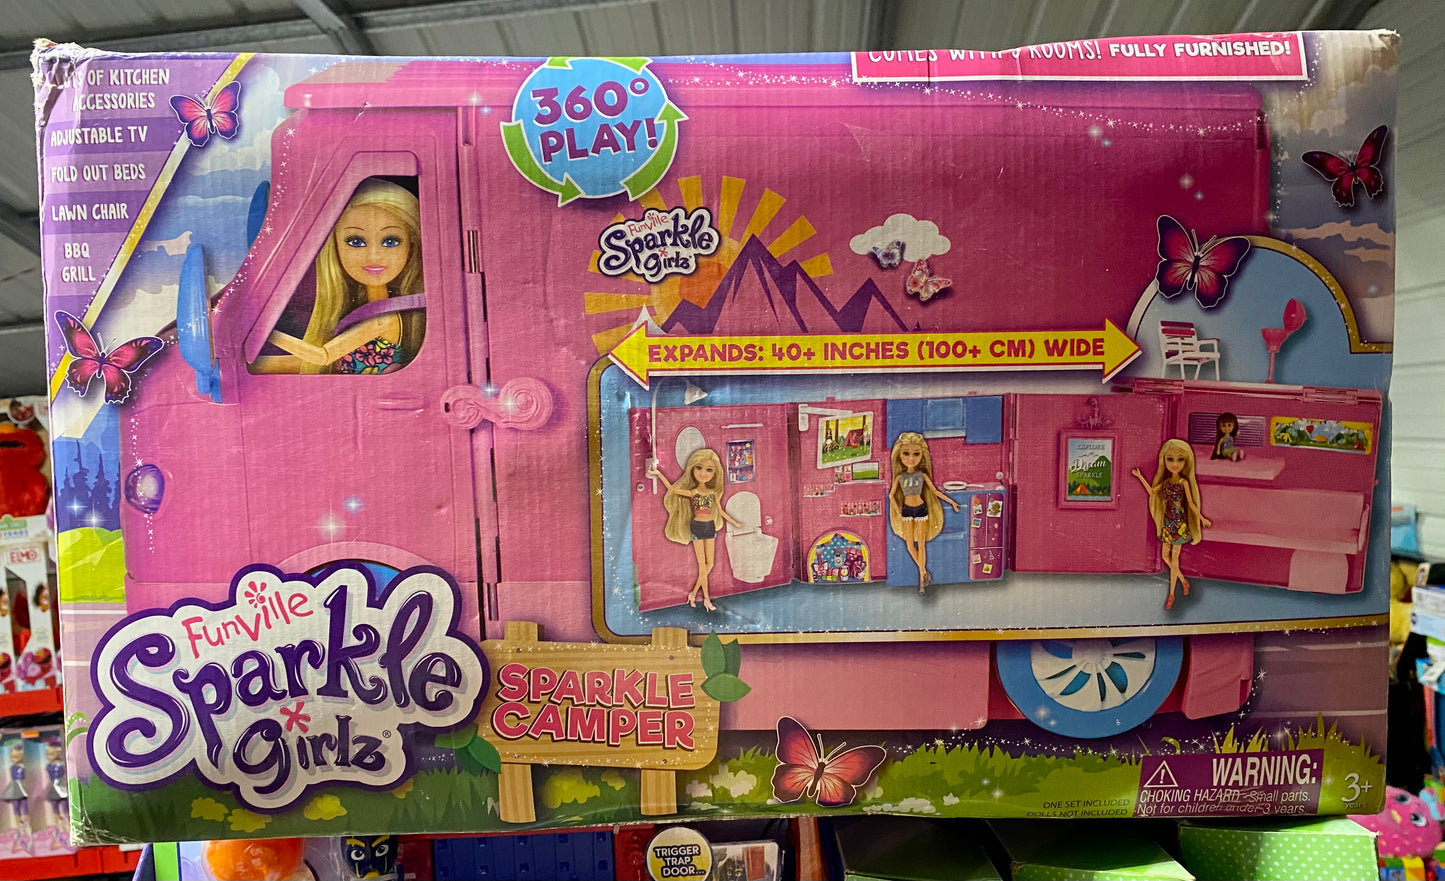 OF KITCHEN
ACCESSORIES
ADJUSTABLE TV
FOLD OUT BEDS
LAWN CHAIR
BBQ
GRILL
COMES WITH ROOMS! FULLY FURNISHED!
360°
PLAY!
Funville
Sparkle
girlz
EXPANDS: 40+ INCHES (100+ CM) WIDE
EXPLORE
Dream
SPARKLE
Funville
Sparkle
girlz®
SPARKLE
CAMPER
ONE SET INCLUDED
DOLLS NOT INCLUDED
WARNING:
CHOKING HAZARD-Small parts.
Not for children under 3 years.
3+
years
ELMO
TRIGGER
TRAP
DOOR...